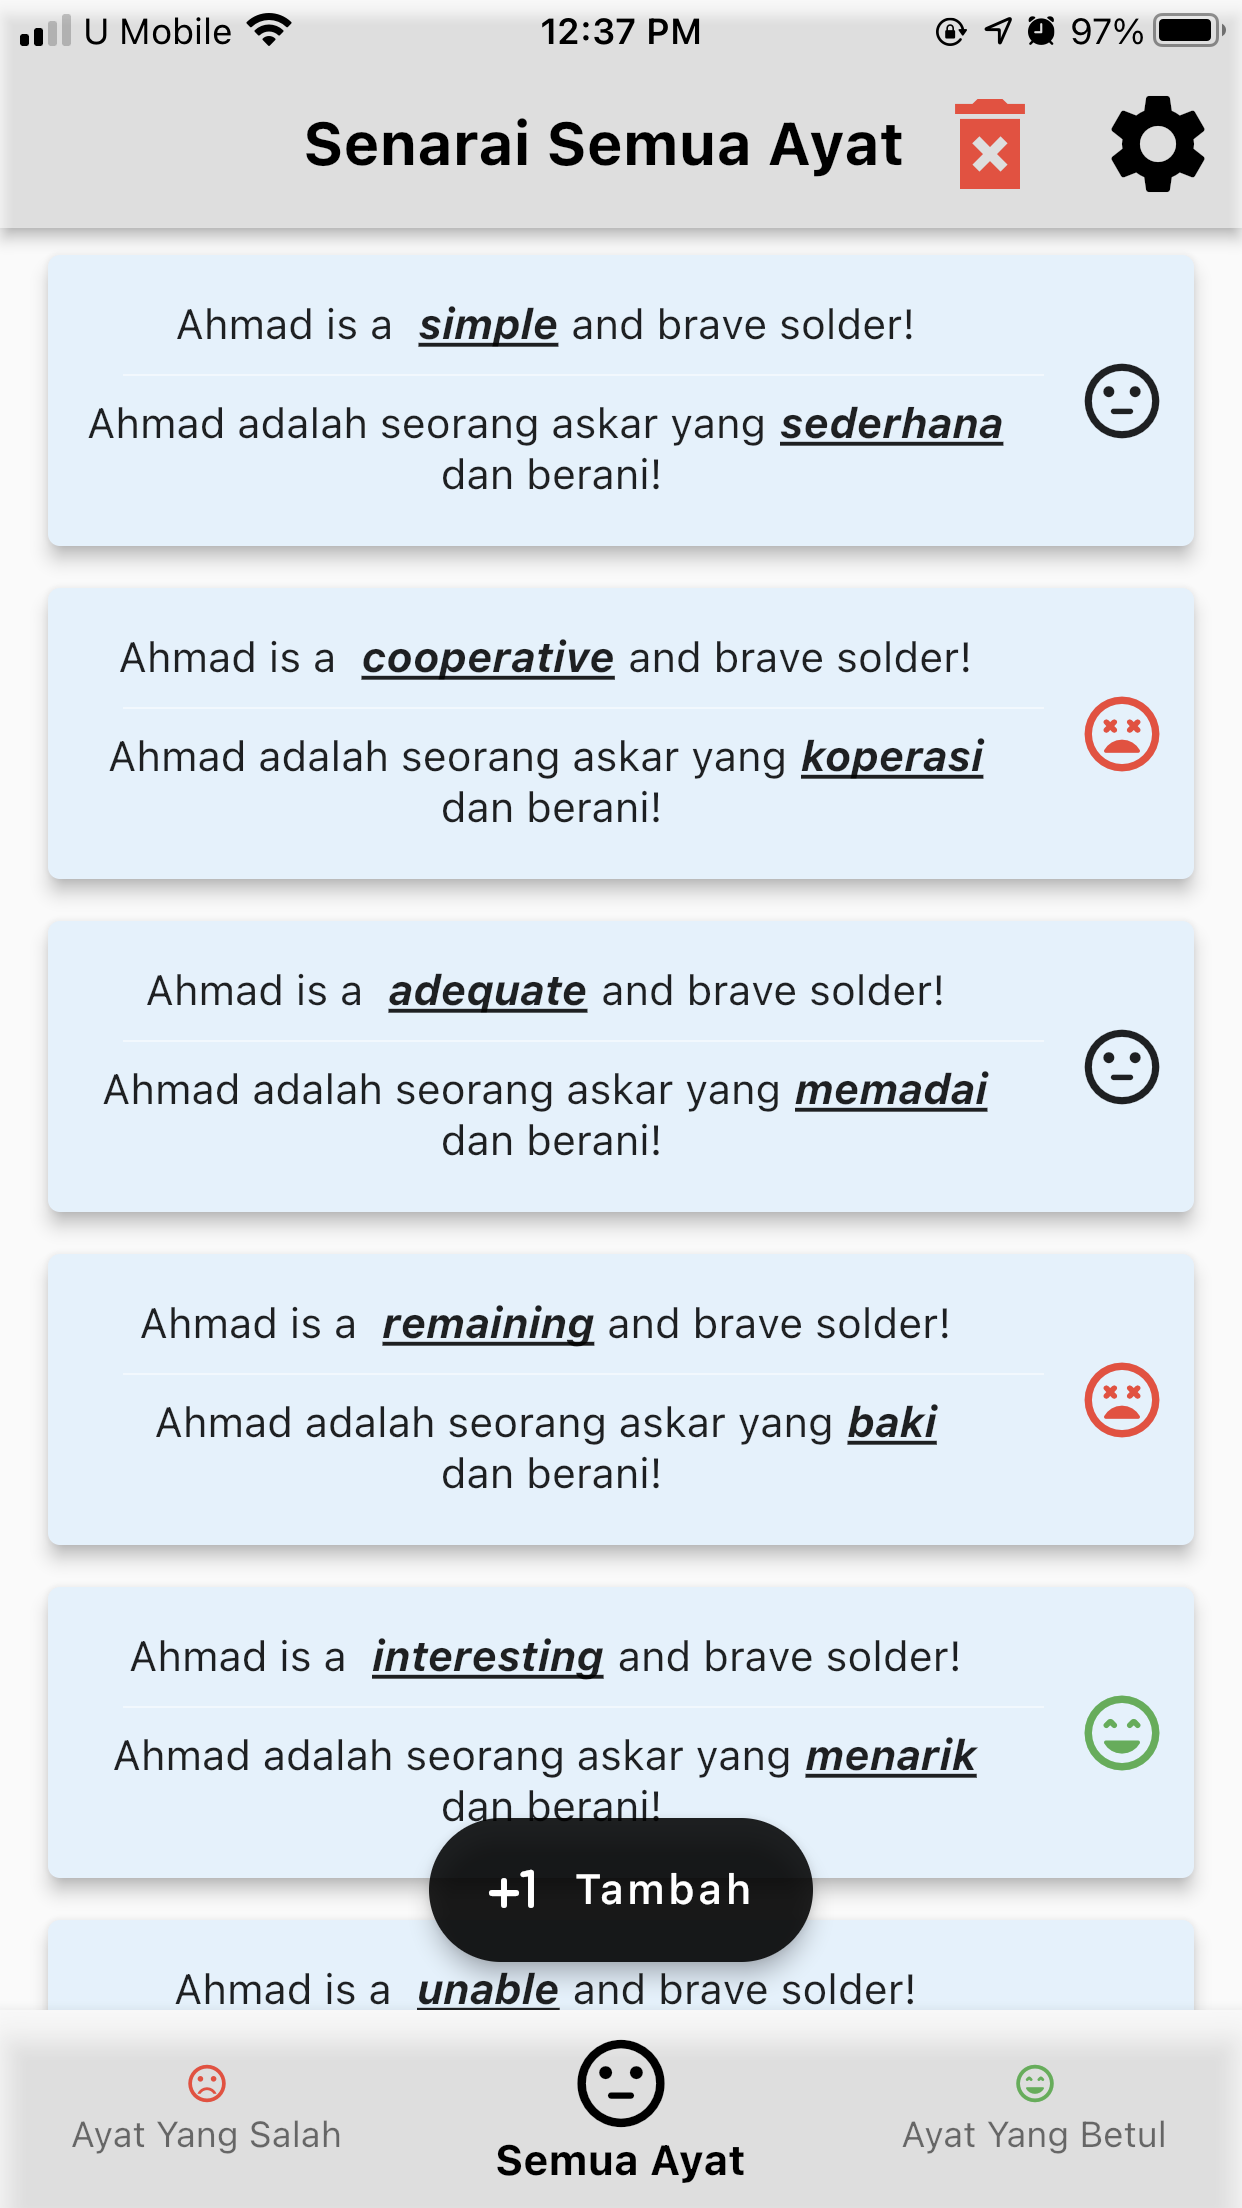 U Mobile 12:37 PM 97%
Senarai Semua Ayat
Ahmad is a simple and brave solder!
Ahmad adalah seorang askar yang sederhana
dan berani!
Ahmad is a cooperative and brave solder!
Ahmad adalah seorang askar yang koperasi
dan berani!
Ahmad is a adequate and brave solder!
Ahmad adalah seorang askar yang memadai
dan berani!
Ahmad is a remaining and brave solder!
Ahmad adalah seorang askar yang baki
dan berani!
Ahmad is a interesting and brave solder!
Ahmad adalah seorang askar yang menarik
dan berani!
+1 Tambah
Ahmad is a unable and brave solder!
Ayat Yang Salah
Semua Ayat
Ayat Yang Betul